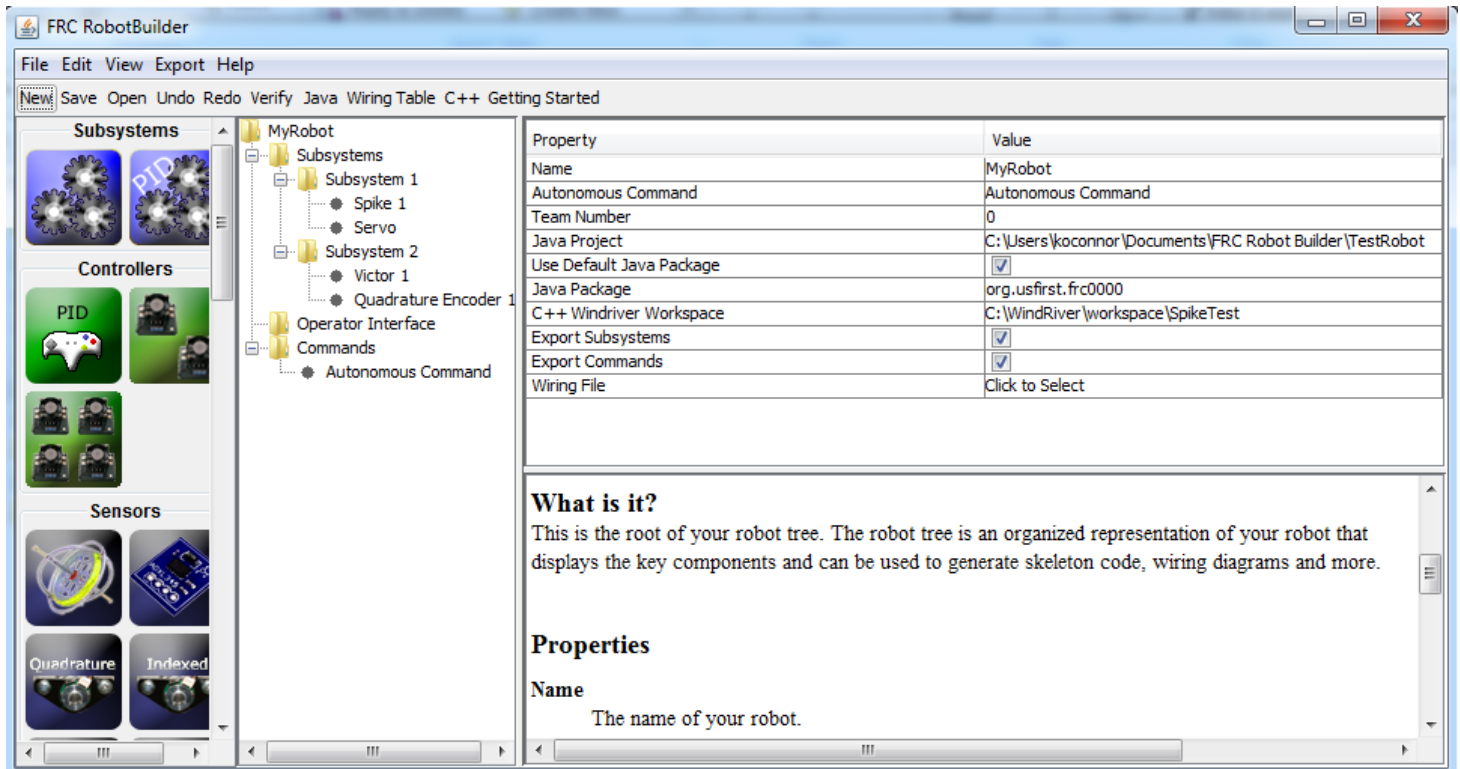 FRC RobotBuilder
File Edit View Export Help
New Save Open Undo Redo Verify Java Wiring Table C++ Getting Started
Subsystems
PID
Controllers
PID
Sensors
Quadrature
Indexed
MyRobot
Subsystems
Subsystem 1
Spike 1
Servo
Subsystem 2
Victor 1
Quadrature Encoder 1
Operator Interface
Commands
Autonomous Command
Property Value
Name MyRobot
Autonomous Command Autonomous Command
Team Number 0
Java Project C:\Users\koconnor\Documents\FRC Robot Builder\TestRobot
Use Default Java Package
Java Package org.usfirst.frc0000
C++ Windriver Workspace C:\WindRiver\workspace\SpikeTest
Export Subsystems
Export Commands
Wiring File Click to Select
What is it?
This is the root of your robot tree. The robot tree is an organized representation of your robot that
displays the key components and can be used to generate skeleton code, wiring diagrams and more.
Properties
Name
The name of your robot.